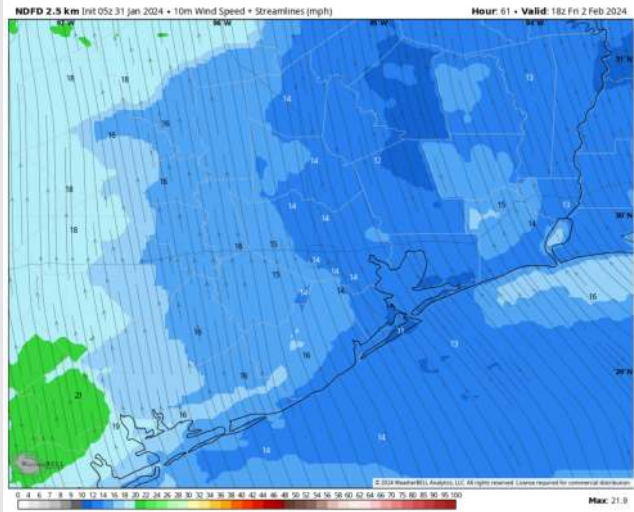 NDFD 2.5 km Init 05z 31 Jan 2024 • 10m Wind Speed + Streamlines (mph) Hour: 61 • Valid: 18z Fri 2 Feb 2024
97°W 96°W 95°W 94°W
31°N
18 18 13
14
15 16
14 12
18 16
14 15 13
30°N
14 14
18 16 15
14
15 14 14
14
16
16 13
16
29°N
16
21
19 16
14
14
© 2024 WeatherBELL Analytics, LLC. All rights reserved. License required for commercial distribution.
0 4 6 8 9 10 12 14 16 18 20 22 24 26 28 30 32 34 36 38 40 42 44 46 48 50 52 54 56 58 60 62 64 66 70 75 80 85 90 95 100
Max: 21.9